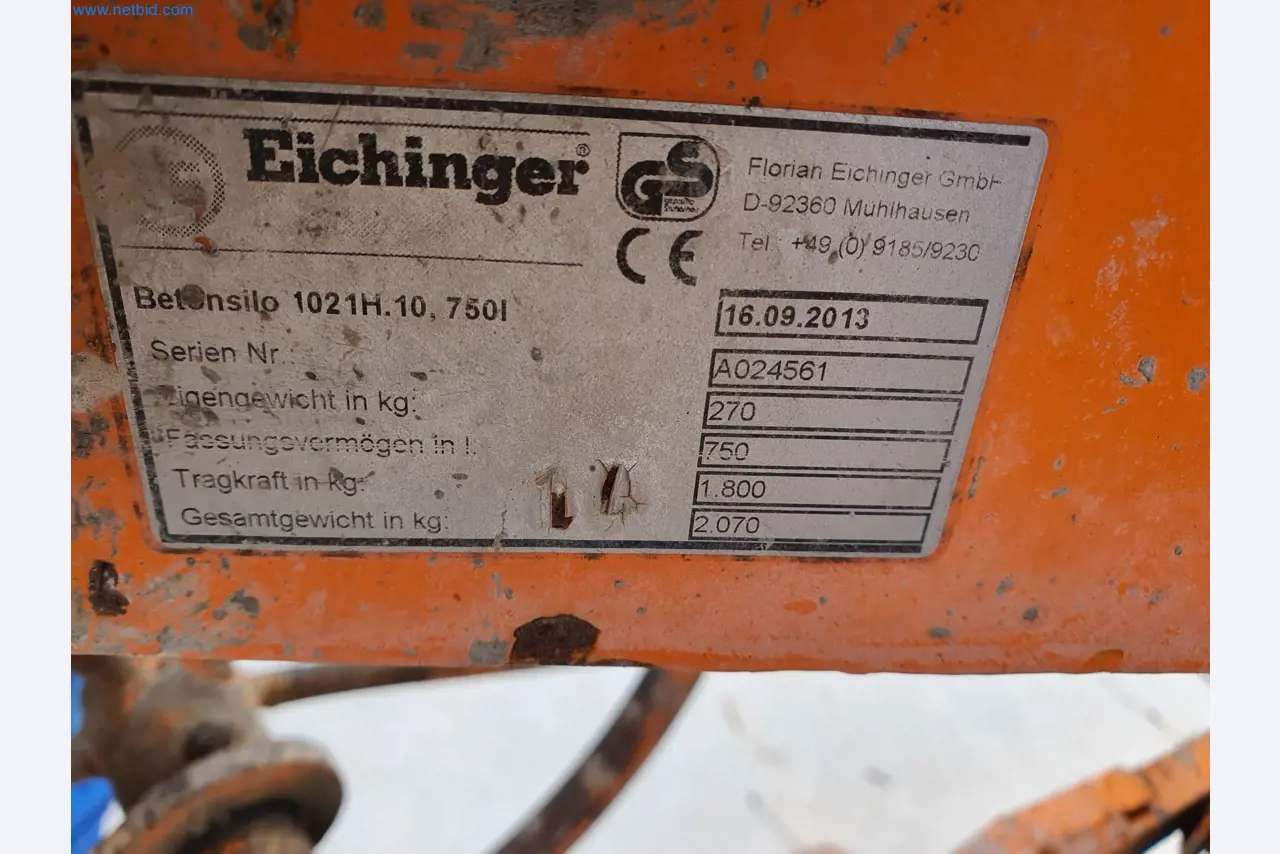 www.netbid.com
Eichinger®
GS
CE
Florian Eichinger GmbH
D-92360 Mühlhausen
Tel.: +49 (0) 9185/9230
Betonsilo 1021H.10, 750l
16.09.2013
Serien Nr.: A024561
Eigengewicht in kg: 270
Fassungsvermögen in l: 750
Tragkraft in kg: 1.800
Gesamtgewicht in kg: 2.070
14